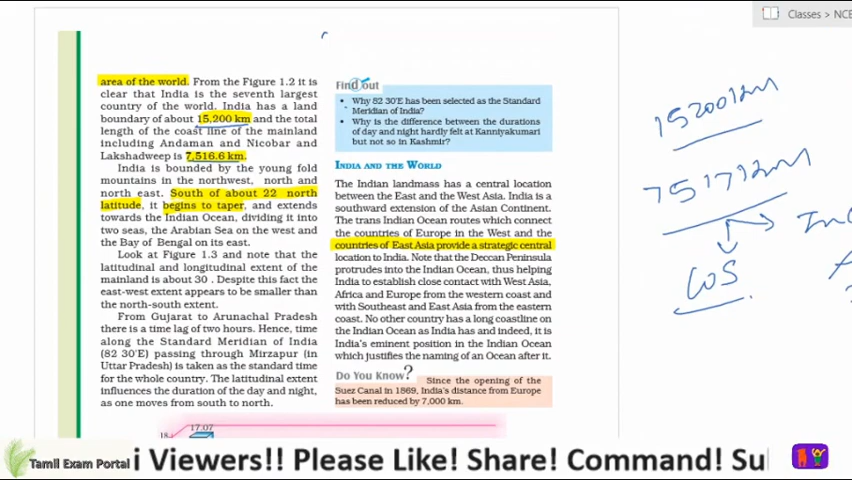 Classes > NCE
area of the world. From the Figure 1.2 it is
clear that India is the seventh largest
country of the world. India has a land
boundary of about 15,200 km and the total
length of the coast line of the mainland
including Andaman and Nicobar and
Lakshadweep is 7,516.6 km.
India is bounded by the young fold
mountains in the northwest, north and
north east. South of about 22 north
latitude, it begins to taper, and extends
towards the Indian Ocean, dividing it into
two seas, the Arabian Sea on the west and
the Bay of Bengal on its east.
Look at Figure 1.3 and note that the
latitudinal and longitudinal extent of the
mainland is about 30 . Despite this fact the
east-west extent appears to be smaller than
the north-south extent.
From Gujarat to Arunachal Pradesh
there is a time lag of two hours. Hence, time
along the Standard Meridian of India
(82 30'E) passing through Mirzapur (in
Uttar Pradesh) is taken as the standard time
for the whole country. The latitudinal extent
influences the duration of the day and night,
as one moves from south to north.
18
17.07
Find out
• Why 82 30'E has been selected as the Standard
Meridian of India?
• Why is the difference between the durations
of day and night hardly felt at Kanniyakumari
but not so in Kashmir?
INDIA AND THE WORLD
The Indian landmass has a central location
between the East and the West Asia. India is a
southward extension of the Asian Continent.
The trans Indian Ocean routes which connect
the countries of Europe in the West and the
countries of East Asia provide a strategic central
location to India. Note that the Deccan Peninsula
protrudes into the Indian Ocean, thus helping
India to establish close contact with West Asia,
Africa and Europe from the western coast and
with Southeast and East Asia from the eastern
coast. No other country has a long coastline on
the Indian Ocean as India has and indeed, it is
India's eminent position in the Indian Ocean
which justifies the naming of an Ocean after it.
Do You Know? Since the opening of the
Suez Canal in 1869, India's distance from Europe
has been reduced by 7,000 km.
15200km
7517km
Tamil Exam Portal
i Viewers!! Please Like! Share! Command! Su